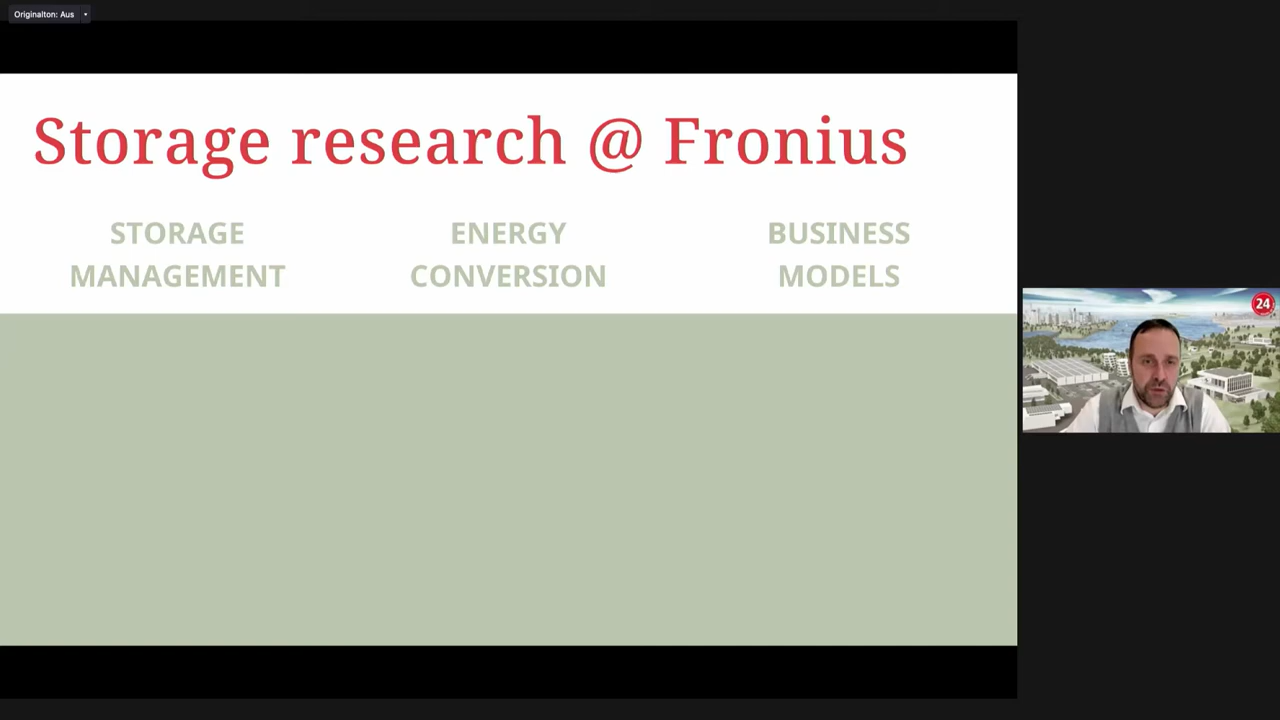 Originalton: Aus
Storage research @ Fronius
STORAGE
MANAGEMENT
ENERGY
CONVERSION
BUSINESS
MODELS
24